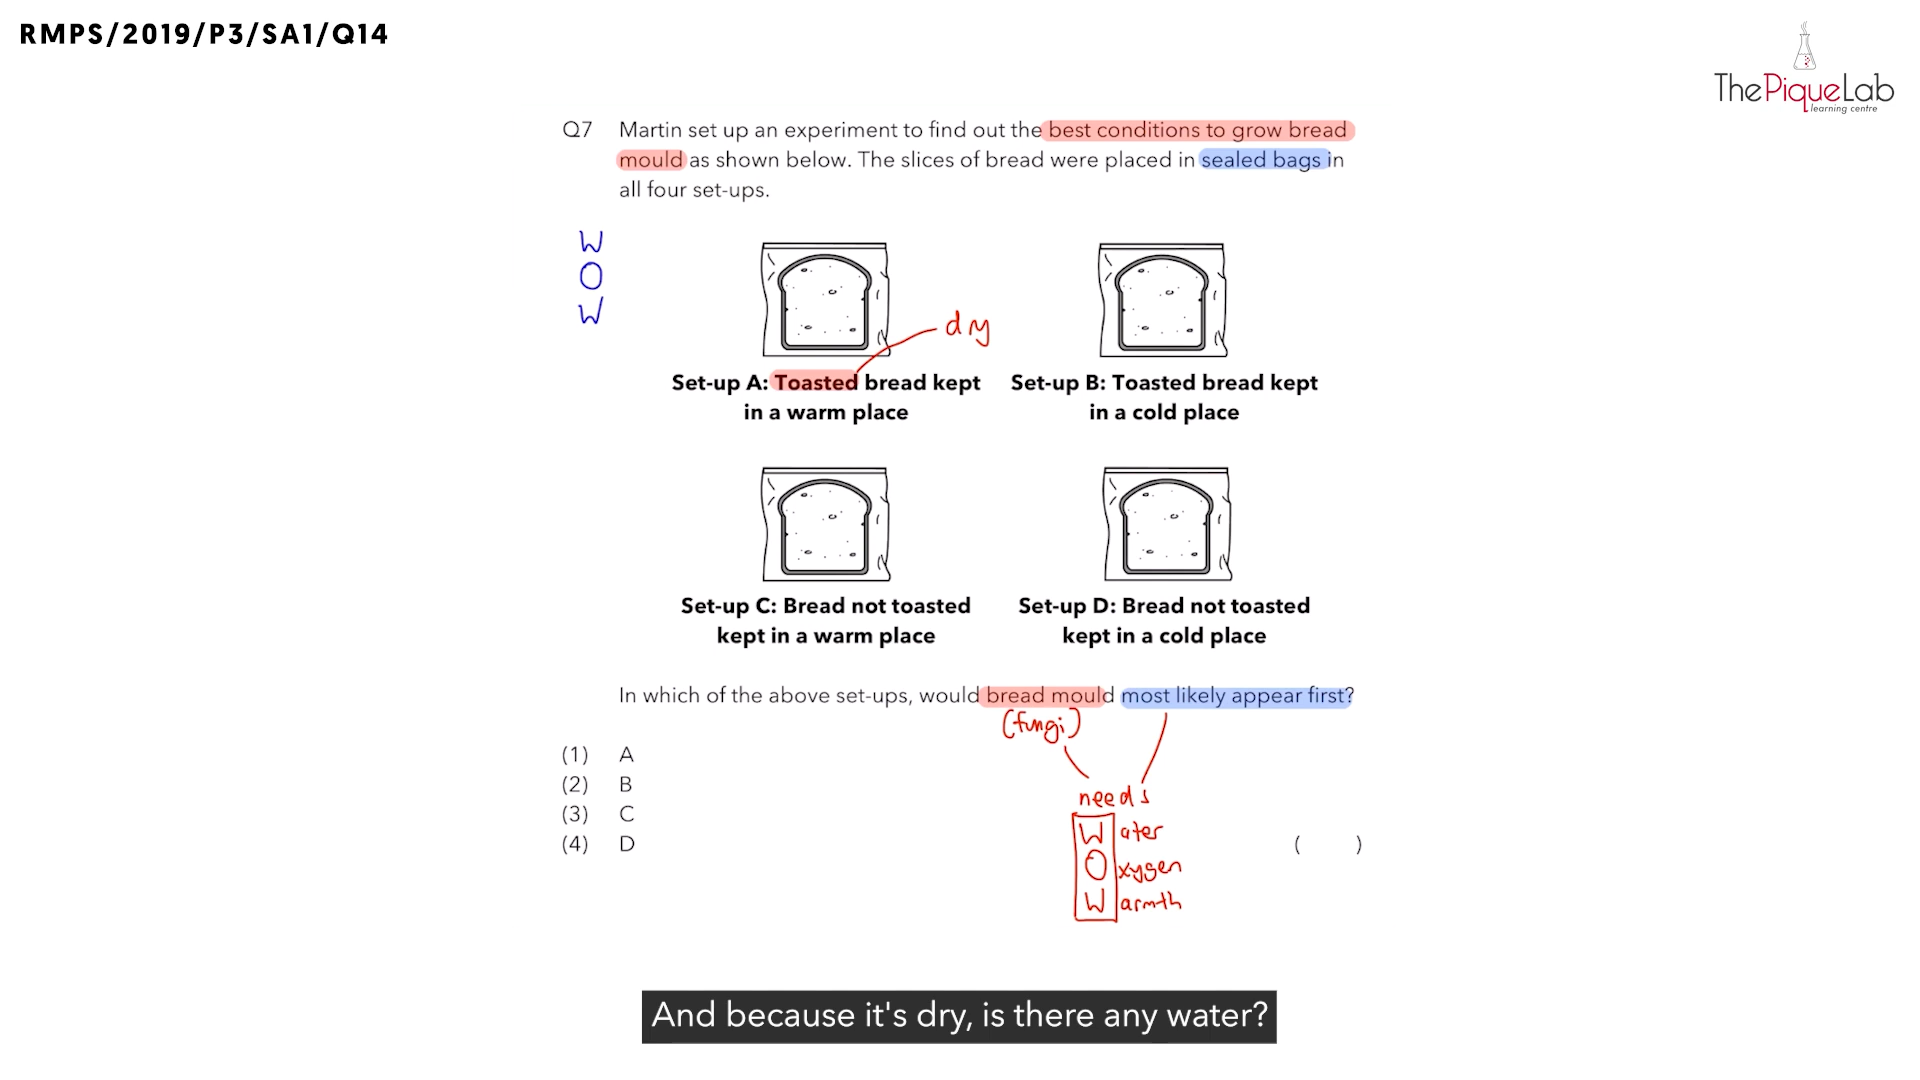 RMPS/2019/P3/SA1/Q14
ThePiqueLab
learning centre
Q7 Martin set up an experiment to find out the best conditions to grow bread
mould as shown below. The slices of bread were placed in sealed bags in
all four set-ups.
W
O
W
dry
Set-up A: Toasted bread kept
in a warm place
Set-up B: Toasted bread kept
in a cold place
Set-up C: Bread not toasted
kept in a warm place
Set-up D: Bread not toasted
kept in a cold place
In which of the above set-ups, would bread mould most likely appear first?
(fungi)
needs
Water
Oxygen
Warmth
(1) A
(2) B
(3) C
(4) D ( )
And because it's dry, is there any water?